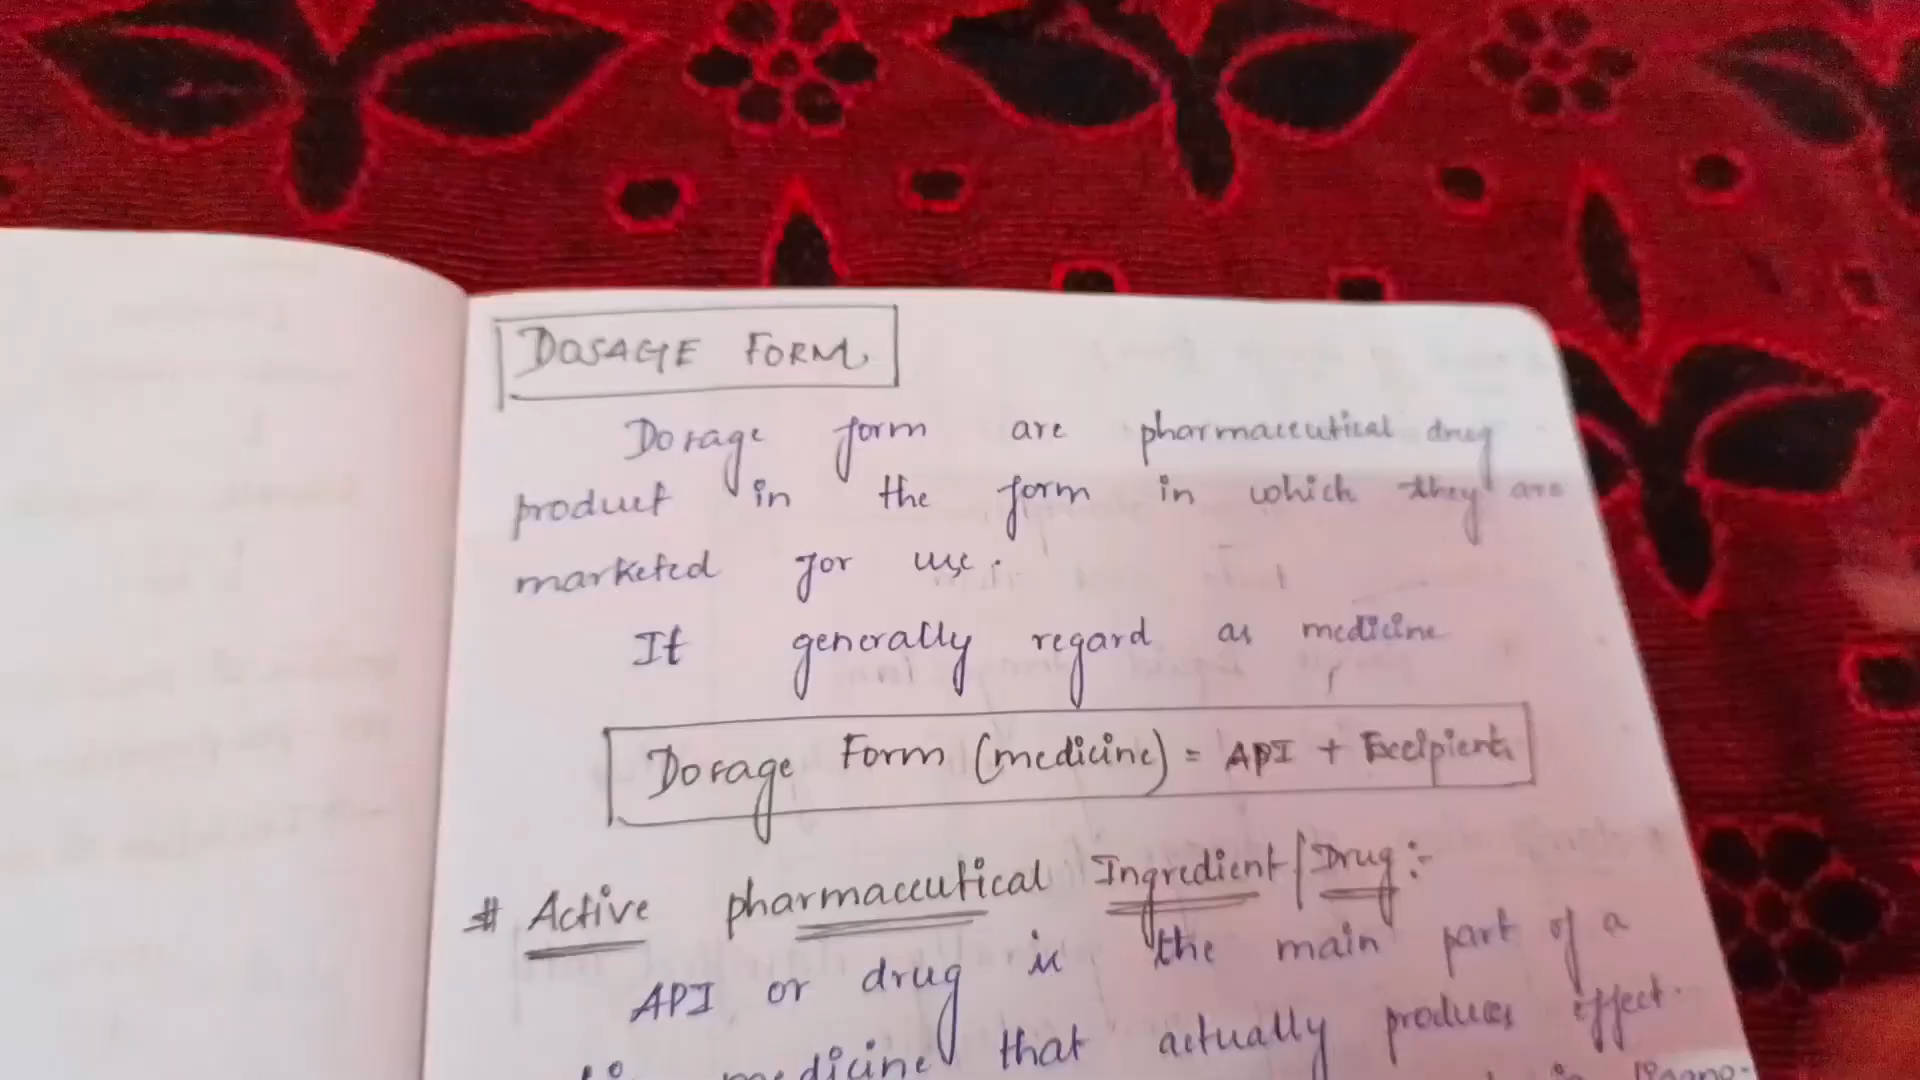 DOSAGE FORM
Dosage form are pharmaceutical drug
product in the form in which they are
marketed for use.
It generally regard as medicine
Dosage Form (medicine) = API + Excipients
# Active pharmaceutical Ingredient / Drug :-
API or drug is the main part of a
medicine that actually produces effect.
in